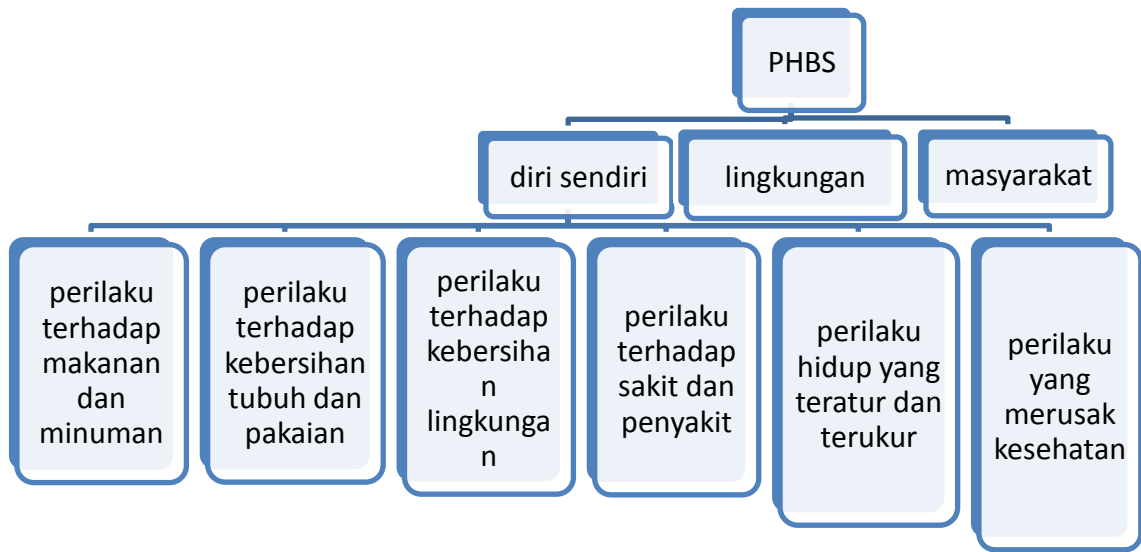 PHBS
diri sendiri
lingkungan
masyarakat
perilaku
terhadap
makanan
dan
minuman
perilaku
terhadap
kebersihan
tubuh dan
pakaian
perilaku
terhadap
kebersiha
n
lingkunga
n
perilaku
terhadap
sakit dan
penyakit
perilaku
hidup yang
teratur dan
terukur
perilaku
yang
merusak
kesehatan